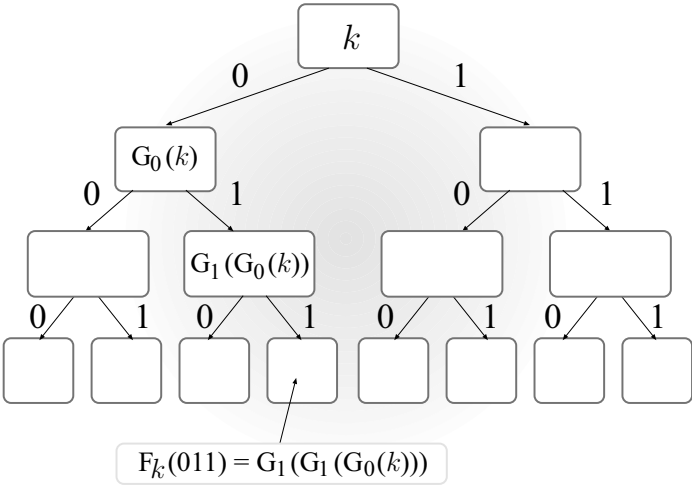 k
0 1
G₀(k)
0 1 0 1
G₁(G₀(k))
0 1 0 1 0 1 0 1
Fₖ(011) = G₁(G₁(G₀(k)))